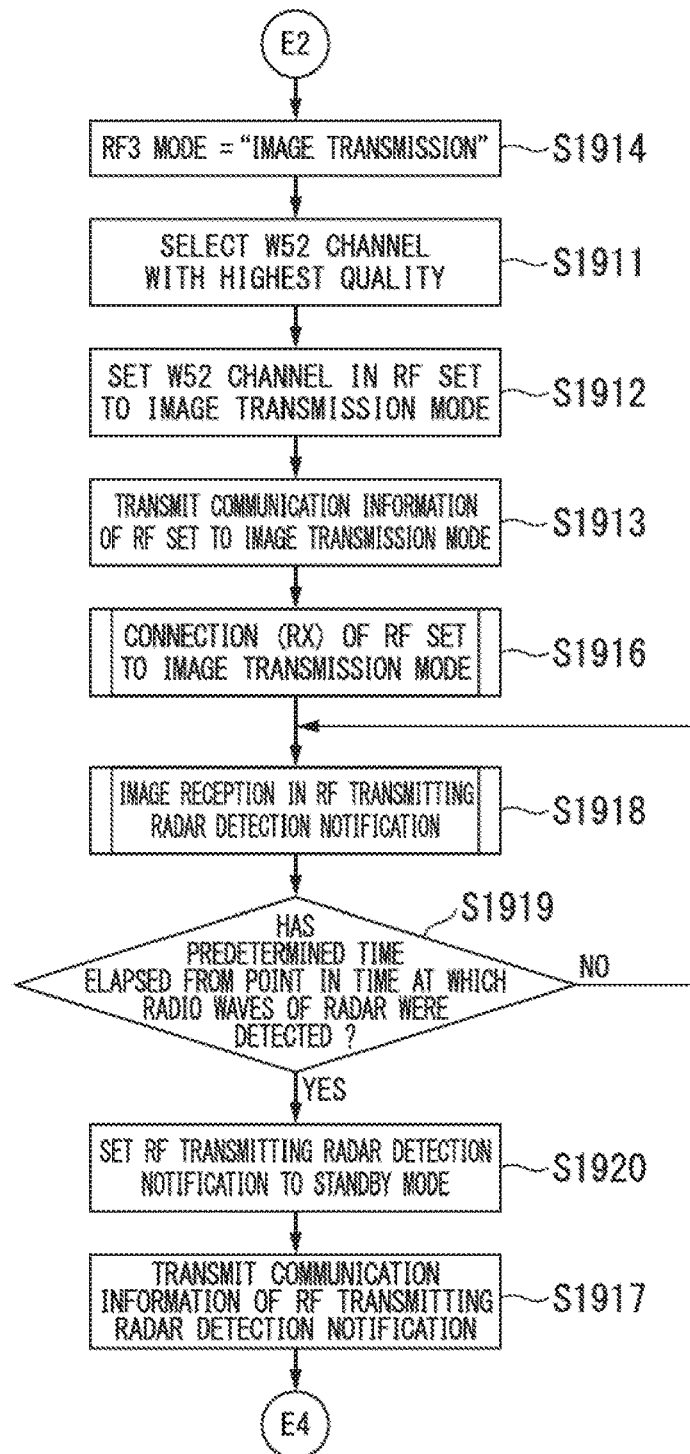 E2
RF3 MODE = “IMAGE TRANSMISSION”
S1914
SELECT W52 CHANNEL
WITH HIGHEST QUALITY
S1911
SET W52 CHANNEL IN RF SET
TO IMAGE TRANSMISSION MODE
S1912
TRANSMIT COMMUNICATION INFORMATION
OF RF SET TO IMAGE TRANSMISSION MODE
S1913
CONNECTION (RX) OF RF SET
TO IMAGE TRANSMISSION MODE
S1916
IMAGE RECEPTION IN RF TRANSMITTING
RADAR DETECTION NOTIFICATION
S1918
S1919
HAS
PREDETERMINED TIME
ELAPSED FROM POINT IN TIME AT WHICH
RADIO WAVES OF RADAR WERE
DETECTED ?
NO
YES
SET RF TRANSMITTING RADAR DETECTION
NOTIFICATION TO STANDBY MODE
S1920
TRANSMIT COMMUNICATION
INFORMATION OF RF TRANSMITTING
RADAR DETECTION NOTIFICATION
S1917
E4